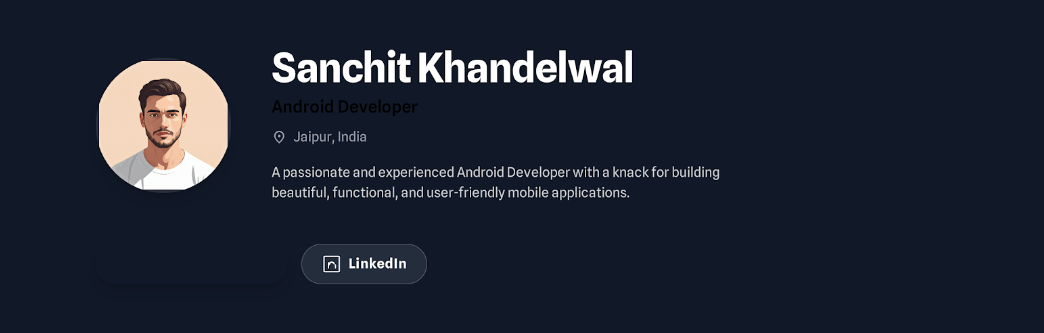 Sanchit Khandelwal
Android Developer
Jaipur, India
A passionate and experienced Android Developer with a knack for building
beautiful, functional, and user-friendly mobile applications.
LinkedIn